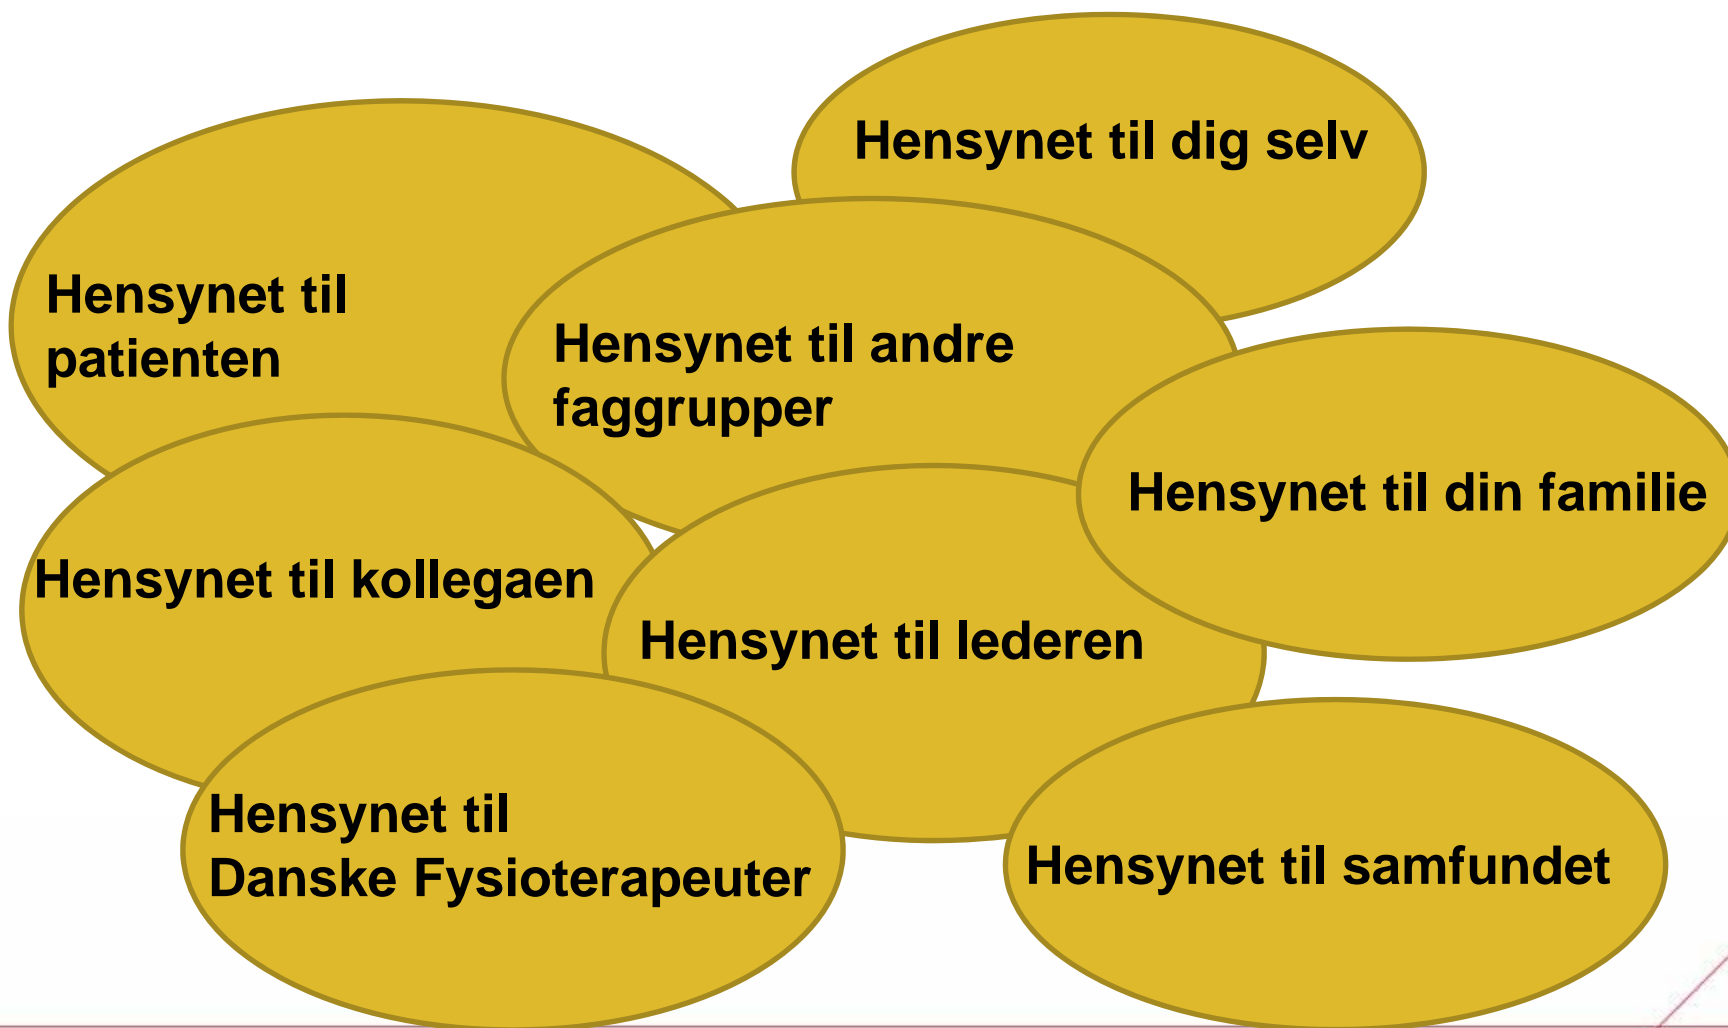 Hensynet til dig selv
Hensynet til
patienten
Hensynet til andre
faggrupper
Hensynet til din familie
Hensynet til kollegaen
Hensynet til lederen
Hensynet til
Danske Fysioterapeuter
Hensynet til samfundet